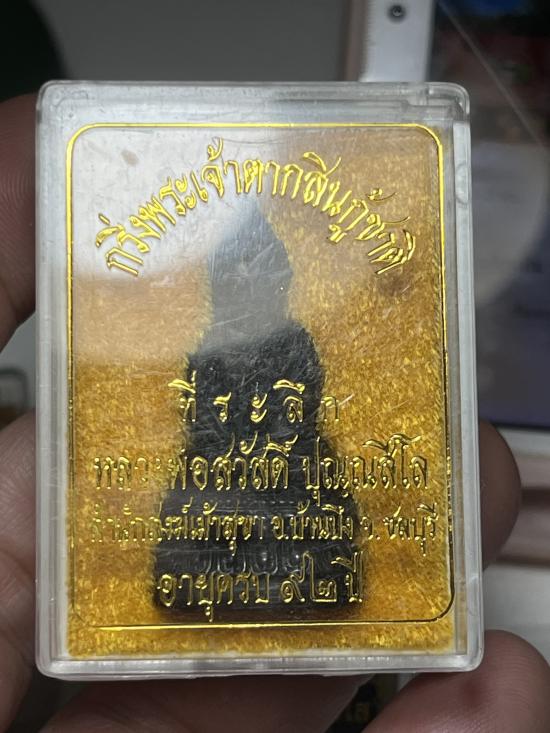 กริ่งพระเจ้าตากสินกู้ชาติ
ที่ระลึก
หลวงพ่อสวัสดิ์ ปุณฺณสีโล
สำนักสงฆ์เม้าสุขา อ.บ้านบึง จ.ชลบุรี
อายุครบ ๙๒ ปี